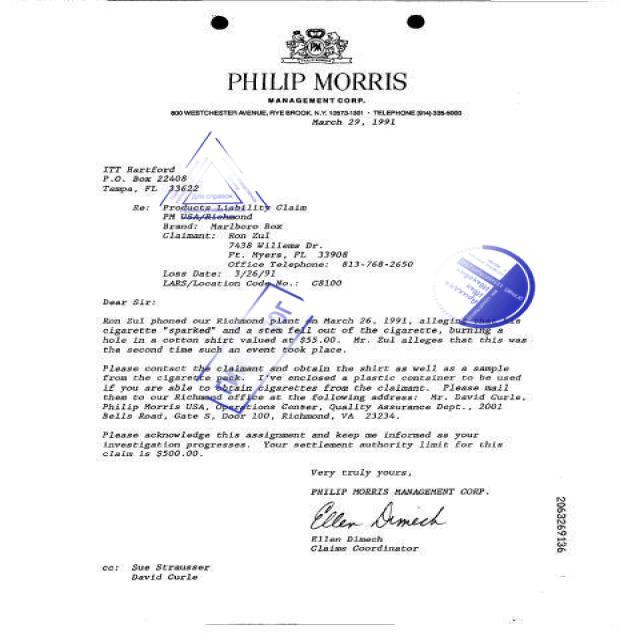 PM
PHILIP MORRIS
MANAGEMENT CORP.
800 WESTCHESTER AVENUE, RYE BROOK, N.Y. 10573-1301 • TELEPHONE (914) 335-5000
March 29, 1991
ITT Hartford
P.O. Box 22408
Tampa, FL 33622
Для справок
Re: Products Liability Claim
PM USA/Richmond
Brand: Marlboro Box
Claimant: Ron Zul
7438 Willems Dr.
Ft. Myers, FL 33908
Office Telephone: 813-768-2650
Loss Date: 3/26/91
LARS/Location Code No.: C8100
Dear Sir:
Ron Zul phoned our Richmond plant on March 26, 1991, alleging that his
cigarette "sparked" and a stem fell out of the cigarette, burning a
hole in a cotton shirt valued at $55.00. Mr. Zul alleges that this was
the second time such an event took place.
Please contact the claimant and obtain the shirt as well as a sample
from the cigarette pack. I've enclosed a plastic container to be used
if you are able to obtain cigarettes from the claimant. Please mail
them to our Richmond office at the following address: Mr. David Curle,
Philip Morris USA, Operations Center, Quality Assurance Dept., 2001
Bells Road, Gate S, Door 100, Richmond, VA 23234.
Please acknowledge this assignment and keep me informed as your
investigation progresses. Your settlement authority limit for this
claim is $500.00.
Very truly yours,
PHILIP MORRIS MANAGEMENT CORP.
Ellen Dimech
Ellen Dimech
Claims Coordinator
cc: Sue Strausser
David Curle
2063269136